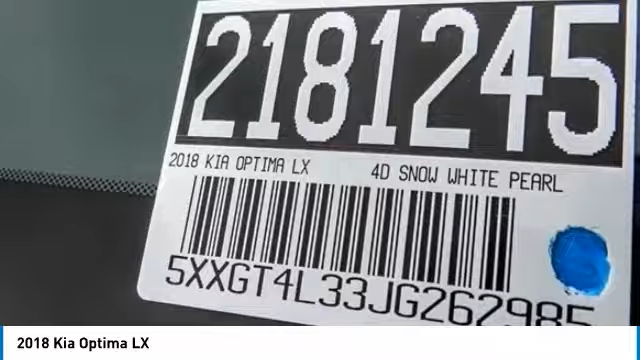 2181245
2018 KIA OPTIMA LX 4D SNOW WHITE PEARL
5XXGT4L33JG262985
2018 Kia Optima LX